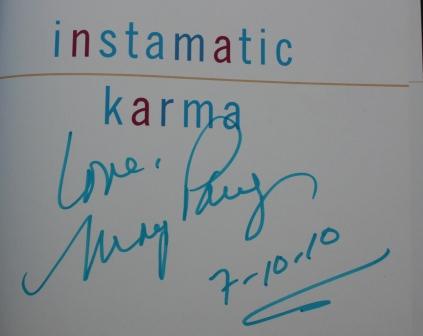 instamatic
karma
Love,
May Pang
7-10-10